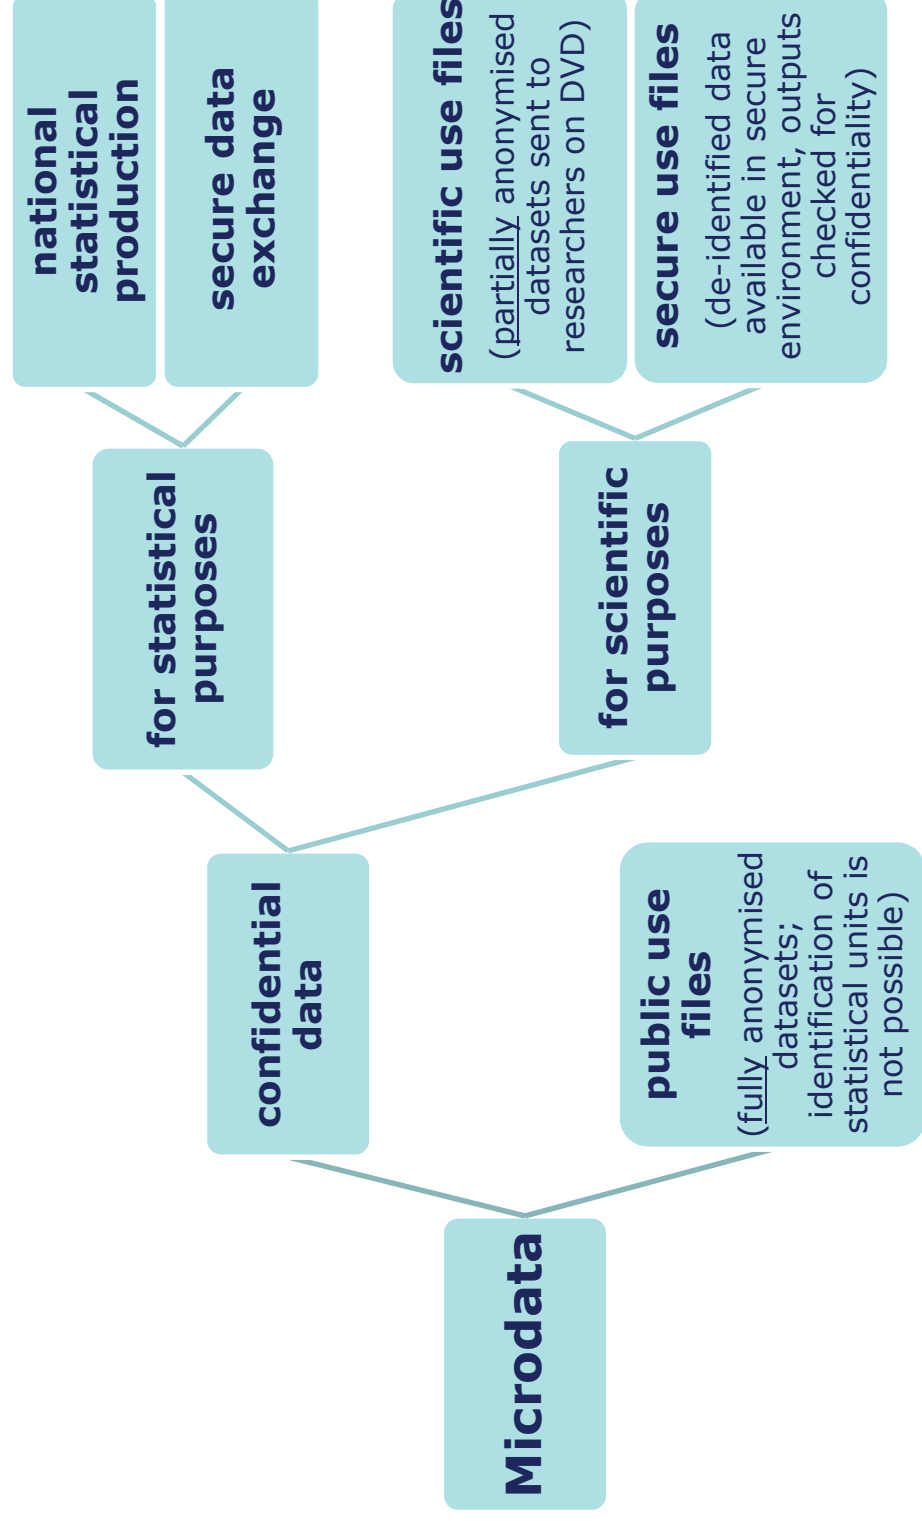 Microdata
confidential
data
public use
files
(fully anonymised
datasets;
identification of
statistical units is
not possible)
for statistical
purposes
for scientific
purposes
national
statistical
production
secure data
exchange
scientific use files
(partially anonymised
datasets sent to
researchers on DVD)
secure use files
(de-identified data
available in secure
environment, outputs
checked for
confidentiality)